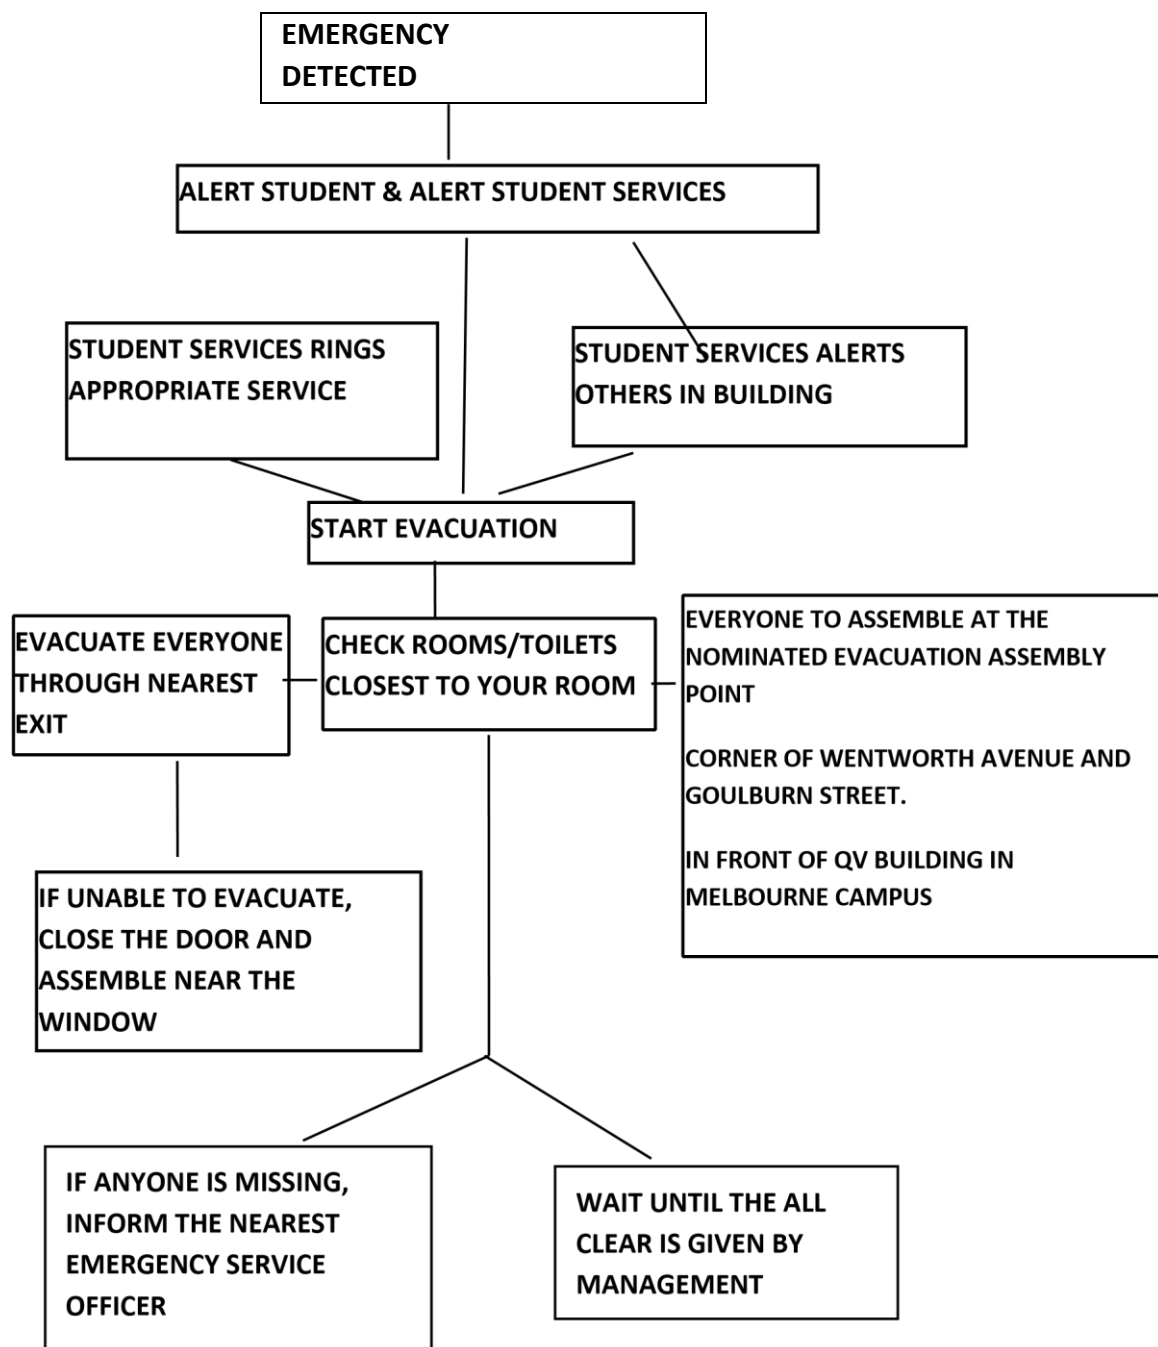 EMERGENCY
DETECTED
ALERT STUDENT & ALERT STUDENT SERVICES
STUDENT SERVICES RINGS
APPROPRIATE SERVICE
STUDENT SERVICES ALERTS
OTHERS IN BUILDING
START EVACUATION
EVACUATE EVERYONE
THROUGH NEAREST
EXIT
CHECK ROOMS/TOILETS
CLOSEST TO YOUR ROOM
EVERYONE TO ASSEMBLE AT THE
NOMINATED EVACUATION ASSEMBLY
POINT
CORNER OF WENTWORTH AVENUE AND
GOULBURN STREET.
IN FRONT OF QV BUILDING IN
MELBOURNE CAMPUS
IF UNABLE TO EVACUATE,
CLOSE THE DOOR AND
ASSEMBLE NEAR THE
WINDOW
IF ANYONE IS MISSING,
INFORM THE NEAREST
EMERGENCY SERVICE
OFFICER
WAIT UNTIL THE ALL
CLEAR IS GIVEN BY
MANAGEMENT